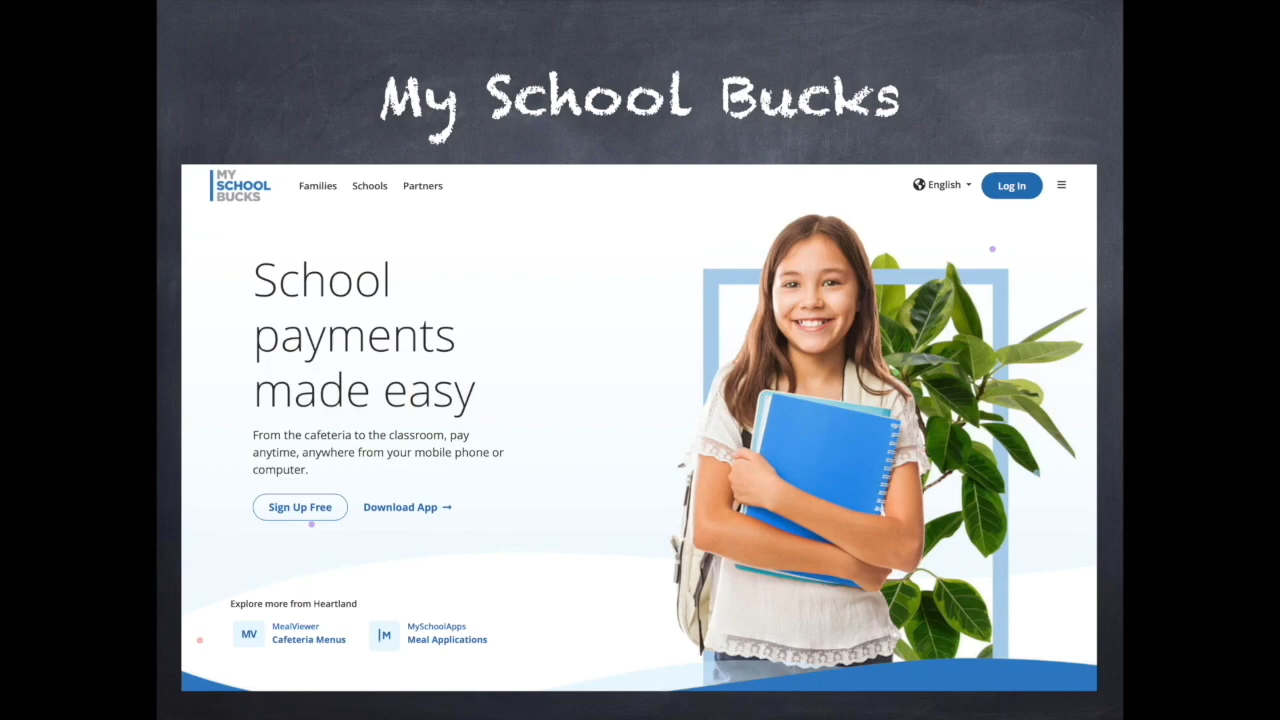 My School Bucks
MY
SCHOOL
BUCKS
Families Schools Partners
English
Log In
School
payments
made easy
From the cafeteria to the classroom, pay
anytime, anywhere from your mobile phone or
computer.
Sign Up Free
Download App →
Explore more from Heartland
MV
MealViewer
Cafeteria Menus
|M
MySchoolApps
Meal Applications